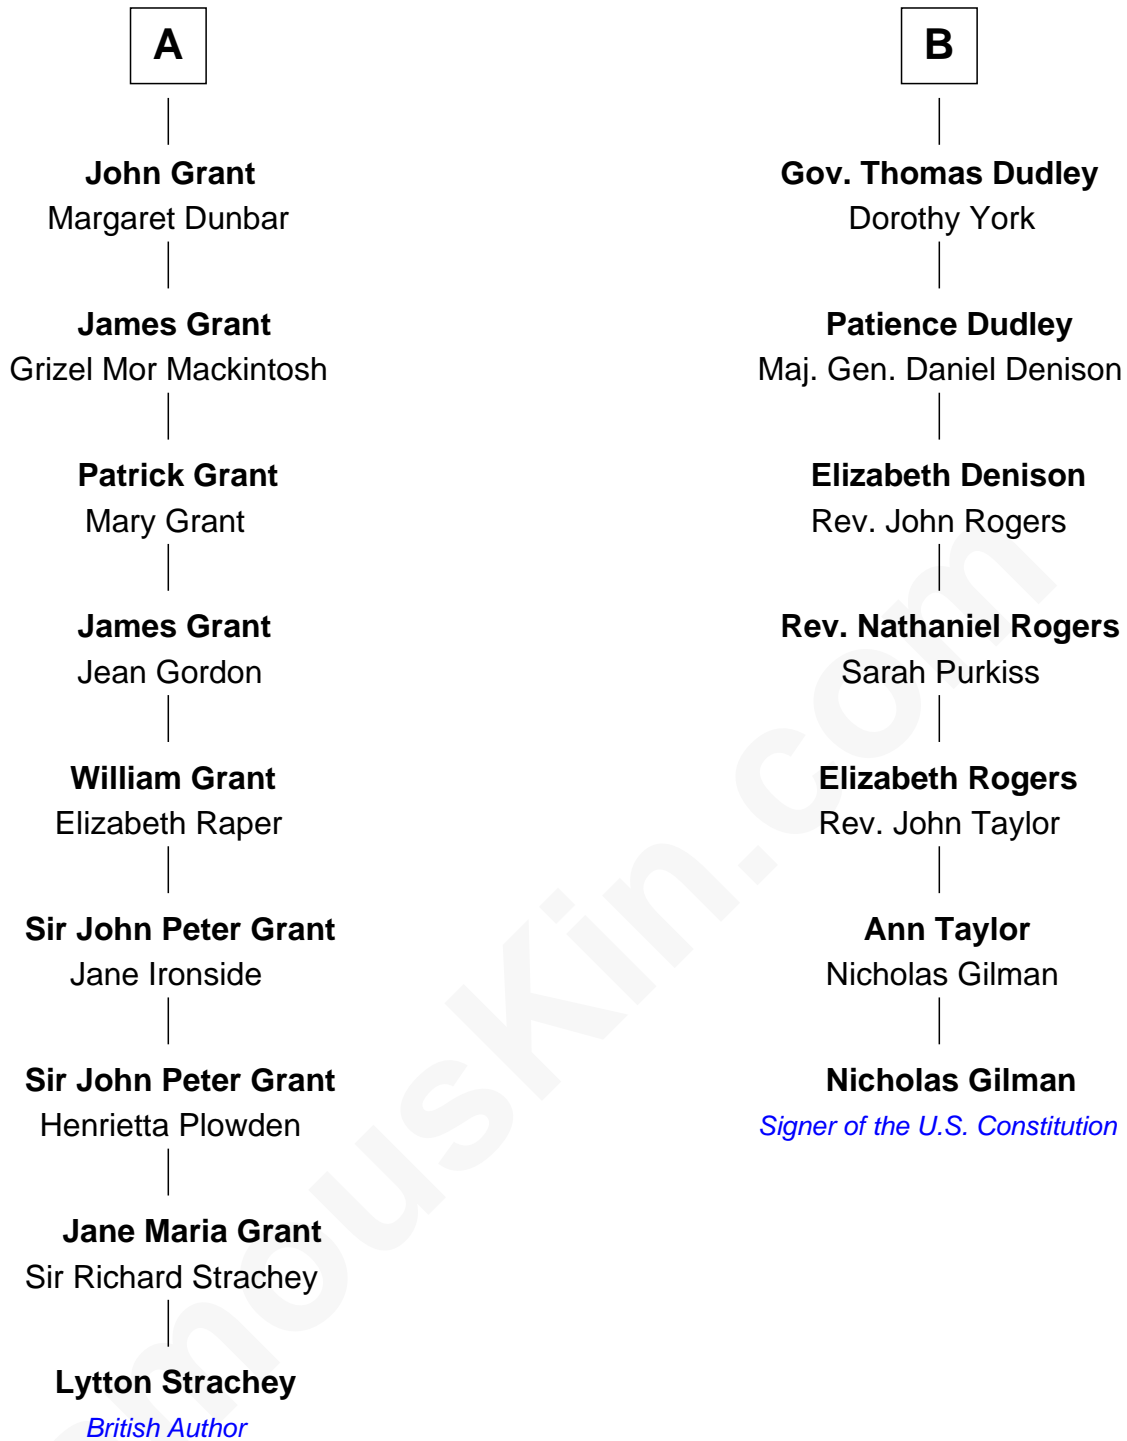 A
John Grant
Margaret Dunbar
James Grant
Grizel Mor Mackintosh
Patrick Grant
Mary Grant
James Grant
Jean Gordon
William Grant
Elizabeth Raper
Sir John Peter Grant
Jane Ironside
Sir John Peter Grant
Henrietta Plowden
Jane Maria Grant
Sir Richard Strachey
Lytton Strachey
British Author
B
Gov. Thomas Dudley
Dorothy York
Patience Dudley
Maj. Gen. Daniel Denison
Elizabeth Denison
Rev. John Rogers
Rev. Nathaniel Rogers
Sarah Purkiss
Elizabeth Rogers
Rev. John Taylor
Ann Taylor
Nicholas Gilman
Nicholas Gilman
Signer of the U.S. Constitution
mouskin.com